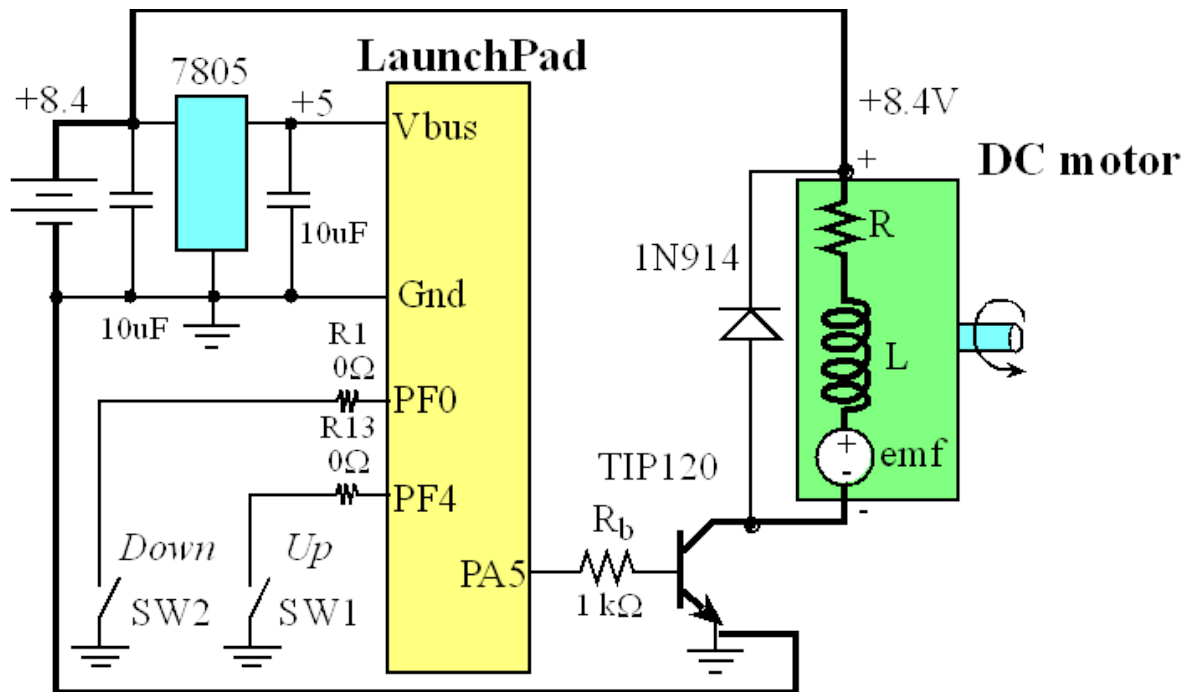 LaunchPad
7805
+8.4
+5
+8.4V
Vbus
+
DC motor
10uF
R
1N914
Gnd
10uF
R1
0Ω
L
PF0
R13
0Ω
+
emf
-
TIP120
PF4
-
Rb
Down
Up
PA5
SW2
SW1
1 kΩ